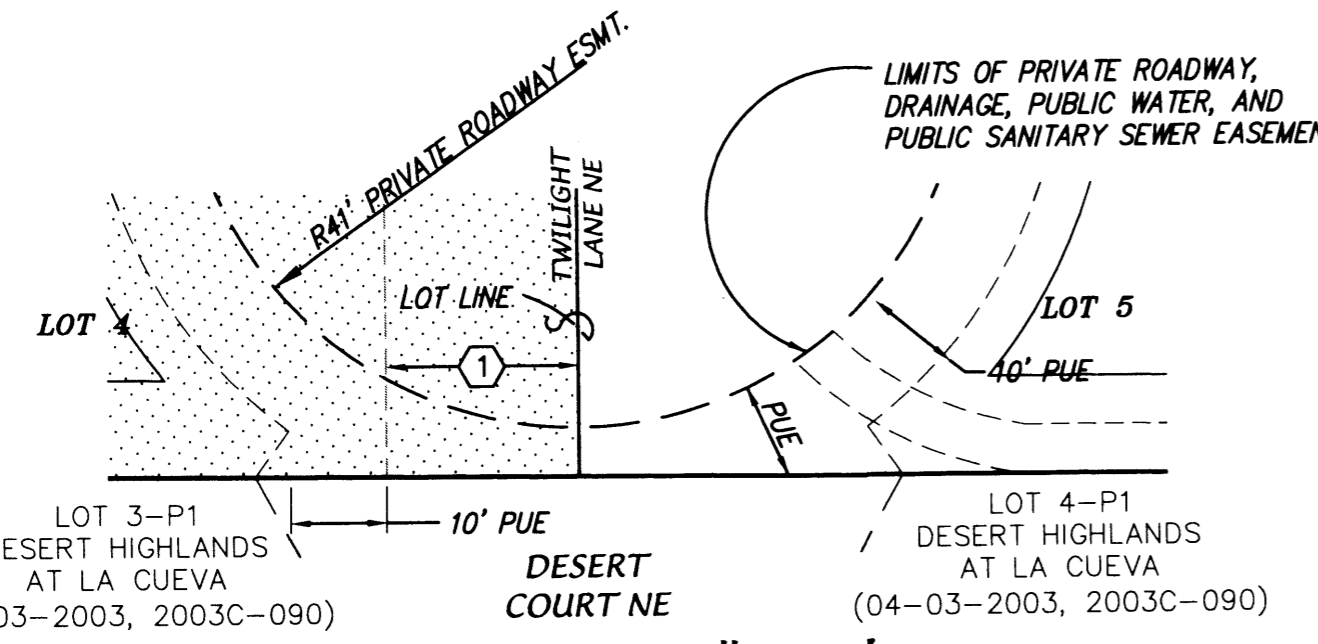 R41' PRIVATE ROADWAY ESMT.
LIMITS OF PRIVATE ROADWAY,
DRAINAGE, PUBLIC WATER, AND
PUBLIC SANITARY SEWER EASEMEN
TWILIGHT
LANE NE
LOT LINE
LOT 4
LOT 5
1
40' PUE
PUE
10' PUE
LOT 3-P1
ESERT HIGHLANDS
AT LA CUEVA
03-2003, 2003C-090)
DESERT
COURT NE
LOT 4-P1
DESERT HIGHLANDS
AT LA CUEVA
(04-03-2003, 2003C-090)